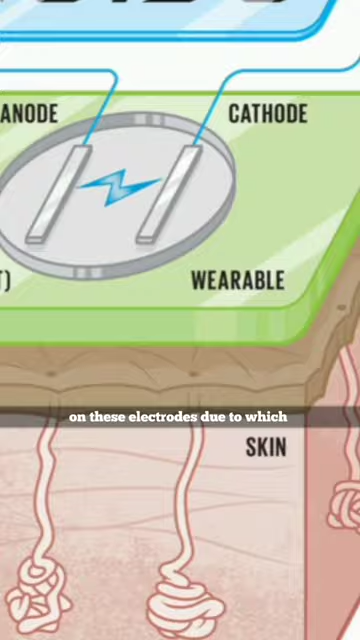 ANODE
CATHODE
T)
WEARABLE
on these electrodes due to which
SKIN